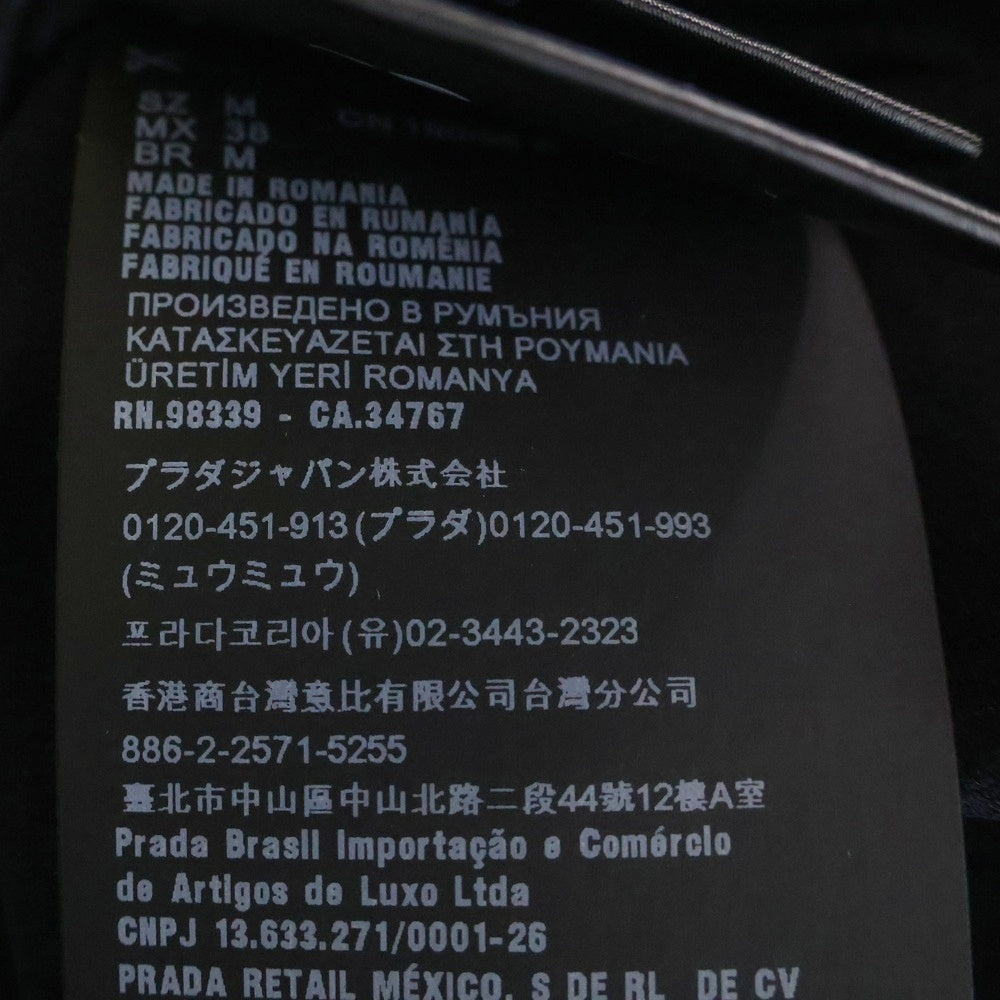 SZ M
MX 38
BR M
MADE IN ROMANIA
FABRICADO EN RUMANÍA
FABRICADO NA ROMÊNIA
FABRIQUÉ EN ROUMANIE
ПРОИЗВЕДЕНО В РУМЪНИЯ
ΚΑΤΑΣΚΕΥΑΖΕΤΑΙ ΣΤΗ ΡΟΥΜΑΝΙΑ
ÜRETİM YERİ ROMANYA
RN.98339 - CA.34767
プラダジャパン株式会社
0120-451-913(プラダ)0120-451-993
(ミュウミュウ)
프라다코리아(유)02-3443-2323
香港商台灣意比有限公司台灣分公司
886-2-2571-5255
臺北市中山區中山北路二段44號12樓A室
Prada Brasil Importação e Comércio
de Artigos de Luxo Ltda
CNPJ 13.633.271/0001-26
PRADA RETAIL MÉXICO, S DE RL DE CV